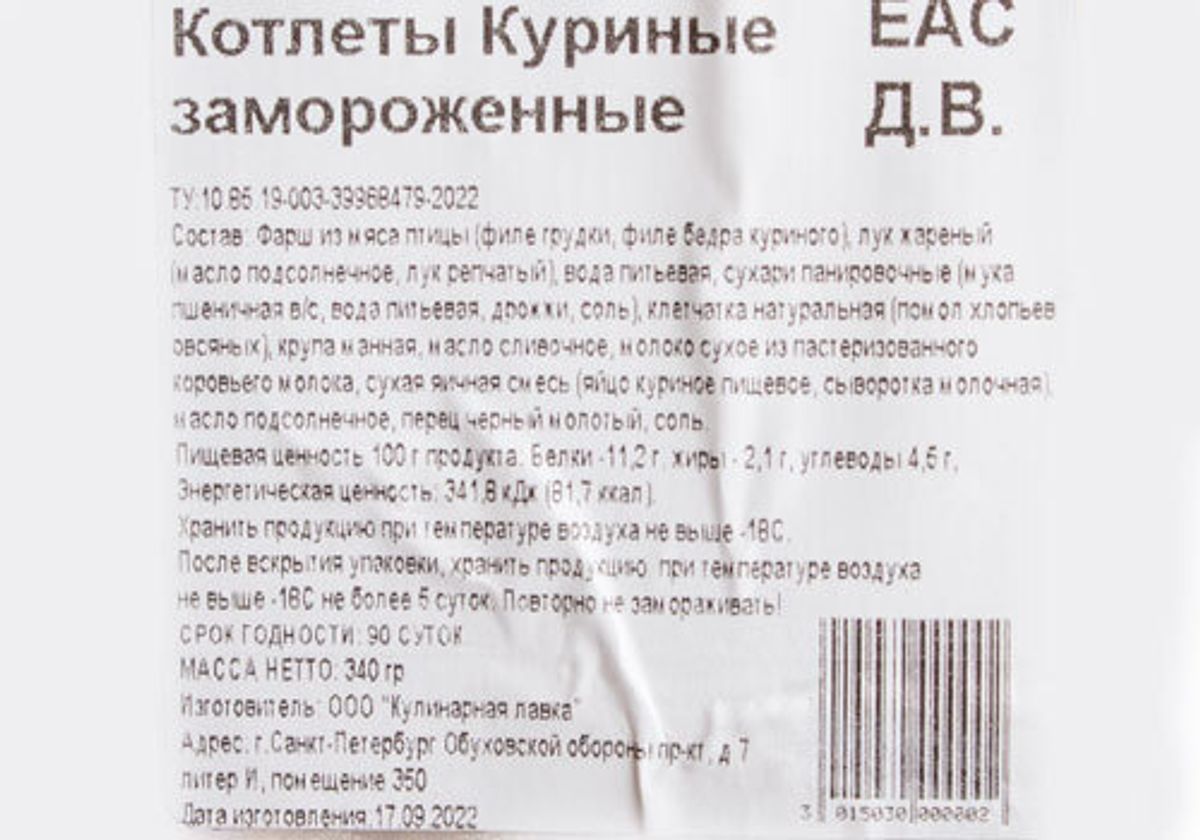 Котлеты Куриные
замороженные
ЕАС
Д.В.
ТУ:10.85.19-003-39968479-2022
Состав: Фарш из мяса птицы (филе грудки, филе бедра куриного), лук жареный
(масло подсолнечное, лук репчатый), вода питьевая, сухари панировочные (мука
пшеничная в/с, вода питьевая, дрожжи, соль), клетчатка натуральная (помол хлопьев
овсяных), крупа манная, масло сливочное, молоко сухое из пастеризованного
коровьего молока, сухая яичная смесь (яйцо куриное пищевое, сыворотка молочная),
масло подсолнечное, перец черный молотый, соль.
Пищевая ценность 100 г продукта: Белки -11,2 г, жиры - 2,1 г, углеводы 4,5 г,
Энергетическая ценность: 341,8 кДж (81,7 ккал).
Хранить продукцию при температуре воздуха не выше -18С.
После вскрытия упаковки, хранить продукцию при температуре воздуха
не выше -18С не более 5 суток. Повторно не замораживать!
СРОК ГОДНОСТИ: 90 СУТОК
МАССА НЕТТО: 340 гр
Изготовитель: ООО "Кулинарная лавка"
Адрес: г.Санкт-Петербург Обуховской обороны пр-кт, д 7
литер И, помещение 350
Дата изготовления:17.09.2022
3 015030 000002